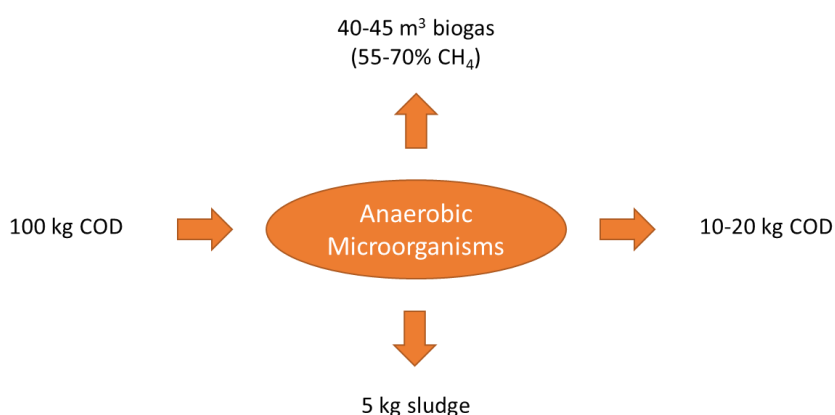 40-45 m³ biogas
(55-70% CH₄)
100 kg COD
Anaerobic
Microorganisms
10-20 kg COD
5 kg sludge